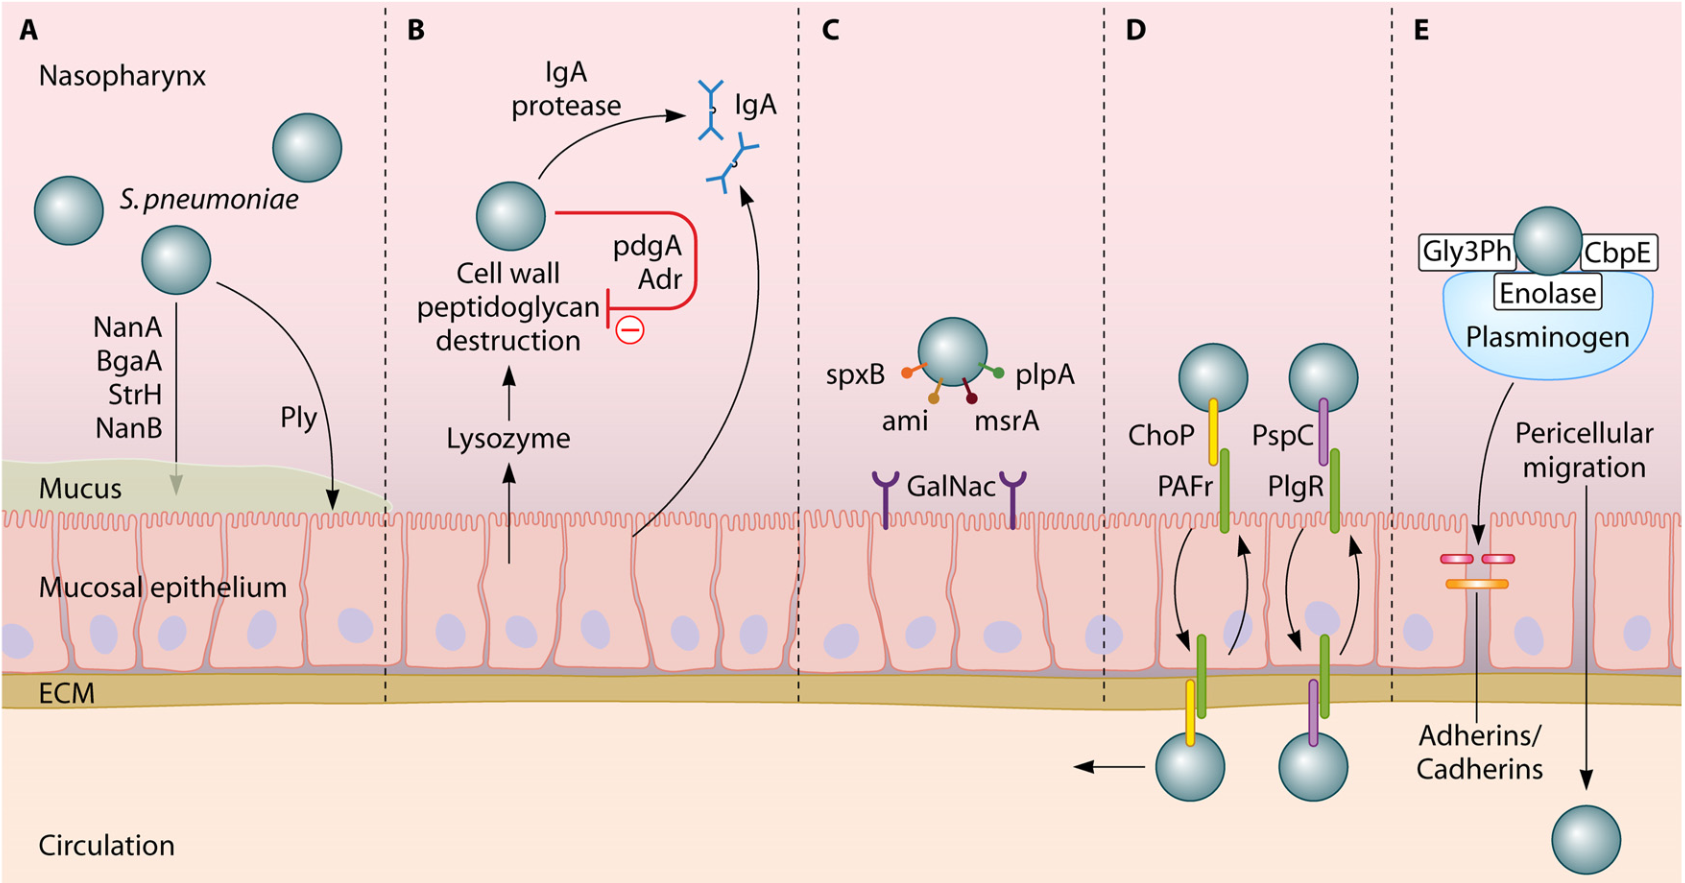 A
Nasopharynx
S. pneumoniae
NanA
BgaA
StrH
NanB
Ply
Mucus
Mucosal epithelium
ECM
Circulation
B
IgA
protease
IgA
pdgA
Adr
Cell wall
peptidoglycan
destruction
Lysozyme
C
spxB
plpA
ami
msrA
GalNac
D
ChoP
PspC
PAFr
PlgR
E
Gly3Ph
CbpE
Enolase
Plasminogen
Pericellular
migration
Adherins/
Cadherins